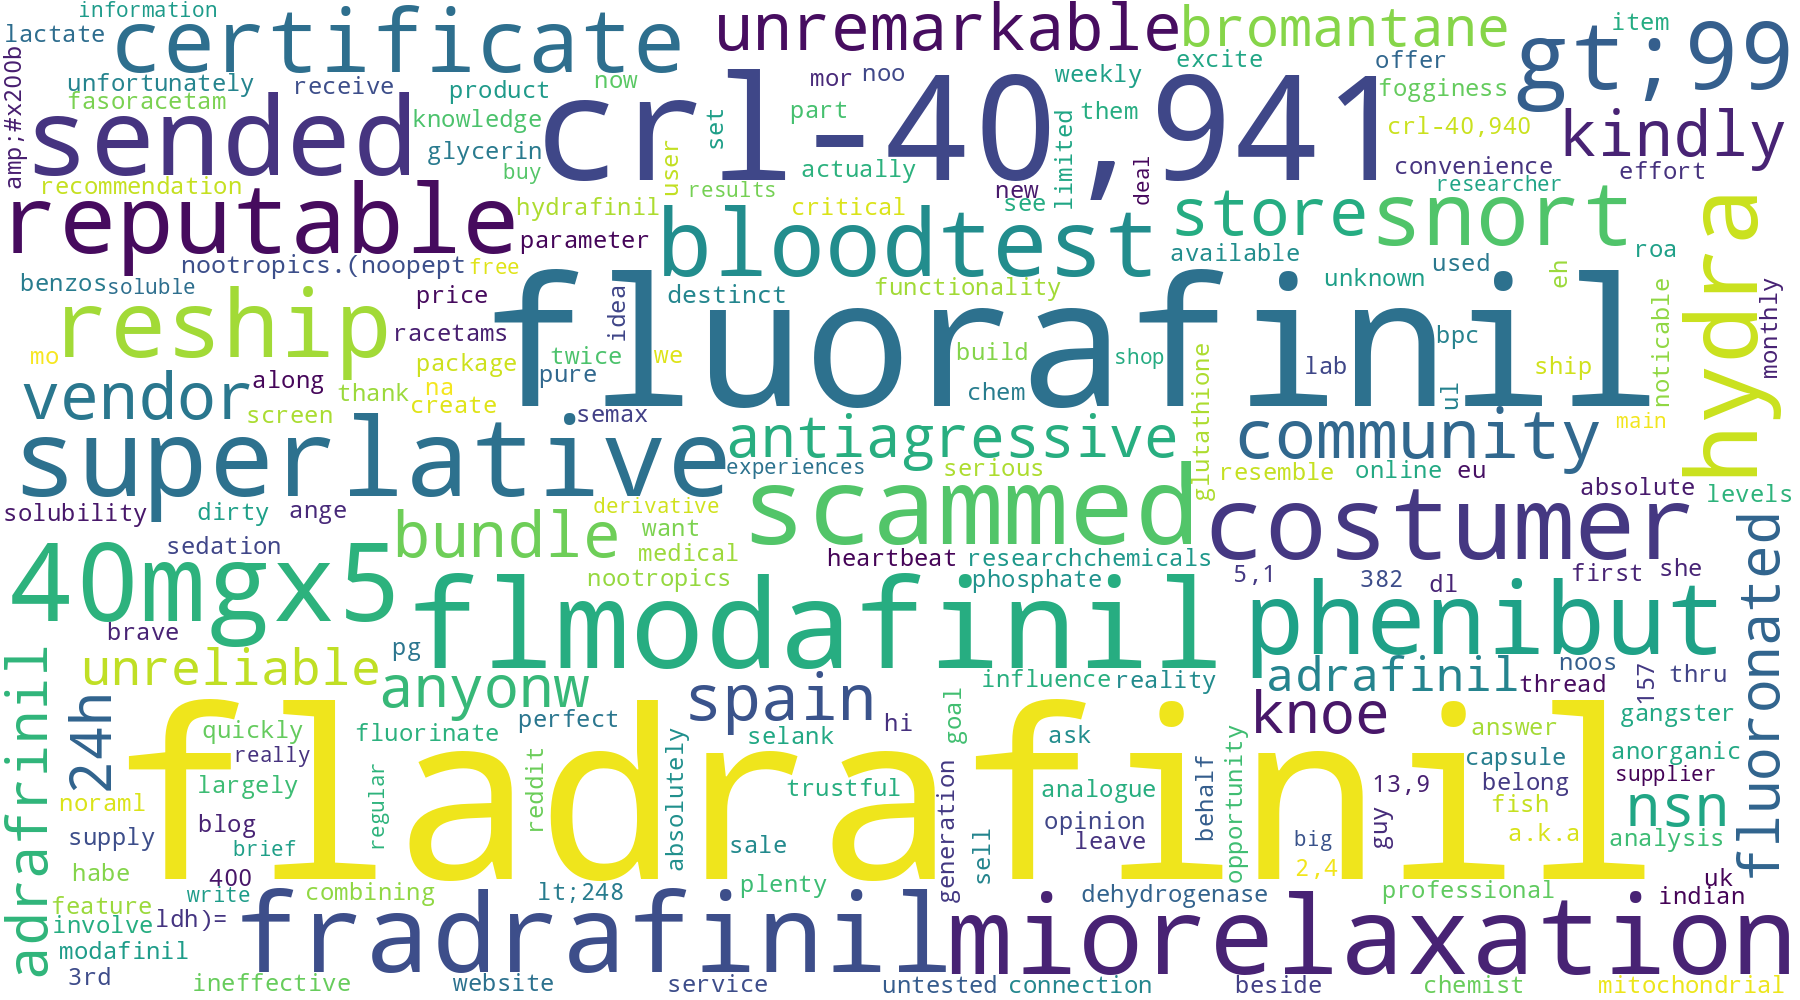 information
lactate
certificate
unremarkable
bromantane
item
gt;99
amp;#x200b
unfortunately
receive
product
now
mor
noo
weekly
excite
offer
fasoracetam
sended
knowledge
crl-40,941
part
them
fogginess
set
limited
crl-40,940
kindly
glycerin
buy
user
actually
deal
convenience
effort
recommendation
results
new
researcher
reputable
hydrafinil
critical
see
store
snort
hydra
parameter
bloodtest
available
roa
nootropics.(noopept
free
unknown
used
eh
benzos
soluble
price
destinct
functionality
noticable
monthly
reship
racetams
idea
fluorafinil
bpc
mo
package
twice
we
build
shop
lab
ship
vendor
along
thank
na
pure
chem
ul
screen
create
semax
glutathione
main
superlative
antiagressive
community
experiences
serious
resemble
online
eu
absolute
levels
solubility
dirty
ange
derivative
scammed
costumer
sedation
bundle
want
medical
heartbeat
researchchemicals
fluoronated
40mgx5
nootropics
phosphate
5,1
382
dl
first
she
flmodafinil
phenibut
brave
pg
adrafrinil
unreliable
anyonw
spain
influence
reality
adrafinil
noos
thread
157
thru
24h
quickly
fluorinate
perfect
hi
goal
knoe
answer
gangster
really
selank
ask
anorganic
fladrafinil
largely
regular
reddit
absolutely
trustful
generation
analogue
behalf
opportunity
13,9
capsule
belong
supplier
noraml
fish
nsn
supply
blog
opinion
guy
a.k.a
analysis
brief
sale
sell
leave
big
habe
400
plenty
2,4
uk
feature
write
combining
lt;248
dehydrogenase
professional
indian
involve
ldh)=
fradrafinil
miorelaxation
modafinil
3rd
ineffective
website
service
untested
connection
beside
chemist
mitochondrial